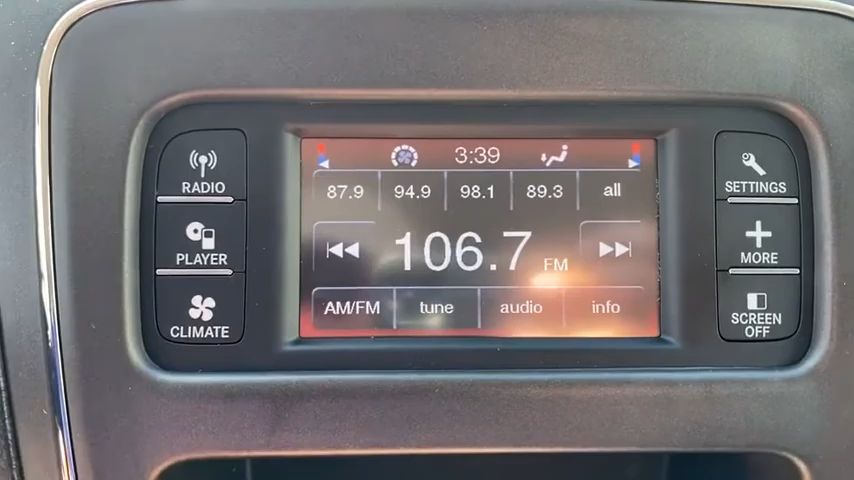 3:39
87.9 94.9 98.1 89.3 all
106.7 FM
AM/FM tune audio info
RADIO
PLAYER
CLIMATE
SETTINGS
MORE
SCREEN
OFF